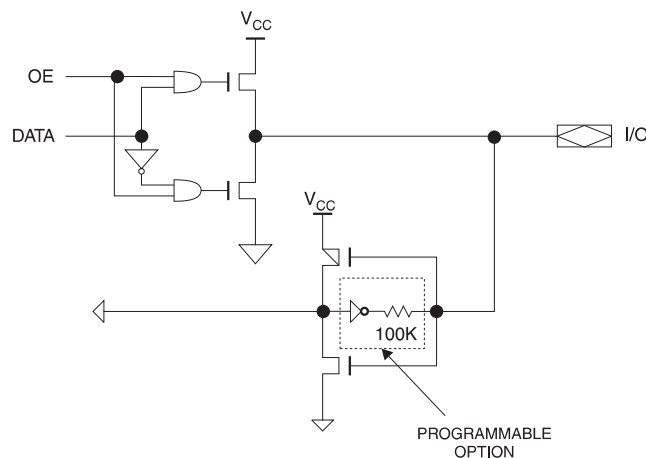 V_CC
OE
DATA
I/O
V_CC
100K
PROGRAMMABLE
OPTION